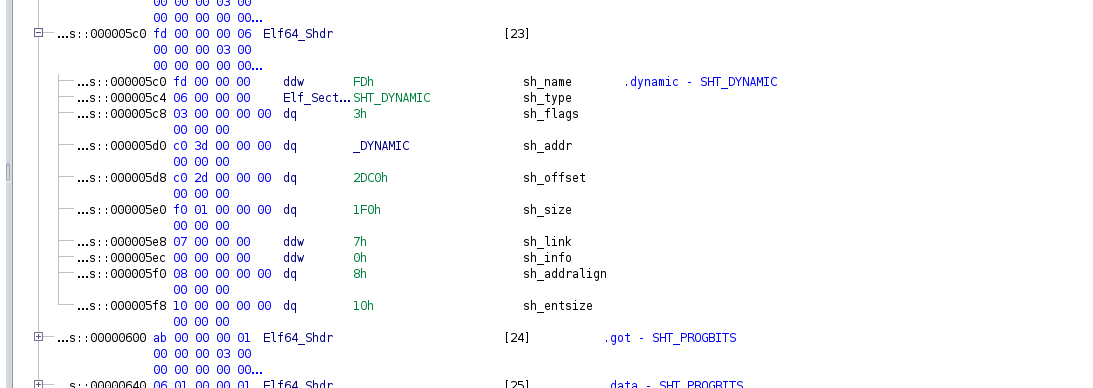 00 00 00 03 00
00 00 00 00 00...
...s::000005c0 fd 00 00 00 06 Elf64_Shdr [23]
00 00 00 03 00
00 00 00 00 00...
...s::000005c0 fd 00 00 00 ddw FDh sh_name .dynamic - SHT_DYNAMIC
...s::000005c4 06 00 00 00 Elf_Sect... SHT_DYNAMIC sh_type
...s::000005c8 03 00 00 00 00 dq 3h sh_flags
00 00 00
...s::000005d0 c0 3d 00 00 00 dq _DYNAMIC sh_addr
00 00 00
...s::000005d8 c0 2d 00 00 00 dq 2DC0h sh_offset
00 00 00
...s::000005e0 f0 01 00 00 00 dq 1F0h sh_size
00 00 00
...s::000005e8 07 00 00 00 ddw 7h sh_link
...s::000005ec 00 00 00 00 ddw 0h sh_info
...s::000005f0 08 00 00 00 00 dq 8h sh_addralign
00 00 00
...s::000005f8 10 00 00 00 00 dq 10h sh_entsize
00 00 00
...s::00000600 ab 00 00 00 01 Elf64_Shdr [24] .got - SHT_PROGBITS
00 00 00 03 00
00 00 00 00 00...
...s::00000640 06 01 00 00 01 Elf64_Shdr [25] .data - SHT_PROGBITS